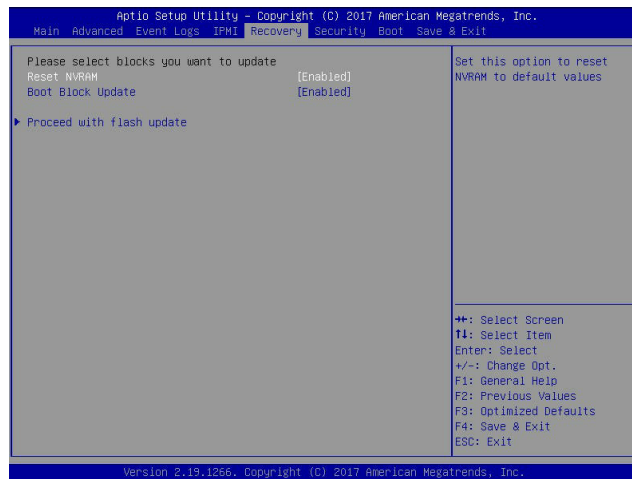 Aptio Setup Utility – Copyright (C) 2017 American Megatrends, Inc.
Main Advanced Event Logs IPMI Recovery Security Boot Save & Exit
Please select blocks you want to update
Reset NVRAM [Enabled]
Boot Block Update [Enabled]
▶ Proceed with flash update
Set this option to reset
NVRAM to default values
→←: Select Screen
↑↓: Select Item
Enter: Select
+/-: Change Opt.
F1: General Help
F2: Previous Values
F3: Optimized Defaults
F4: Save & Exit
ESC: Exit
Version 2.19.1266. Copyright (C) 2017 American Megatrends, Inc.